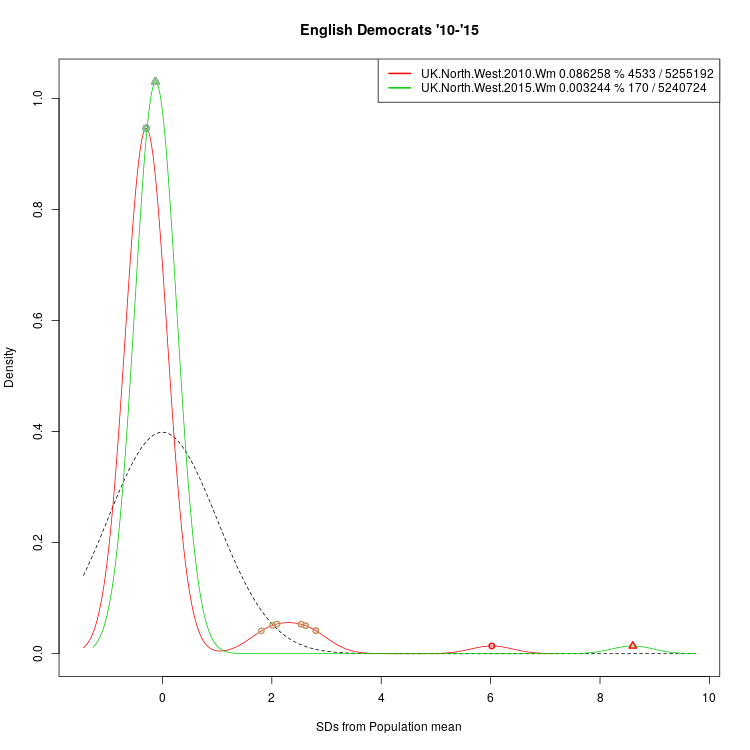 English Democrats '10-'15
UK.North.West.2010.Wm 0.086258 % 4533 / 5255192
UK.North.West.2015.Wm 0.003244 % 170 / 5240724
Density
1.0
0.8
0.6
0.4
0.2
0.0
0 2 4 6 8 10
SDs from Population mean